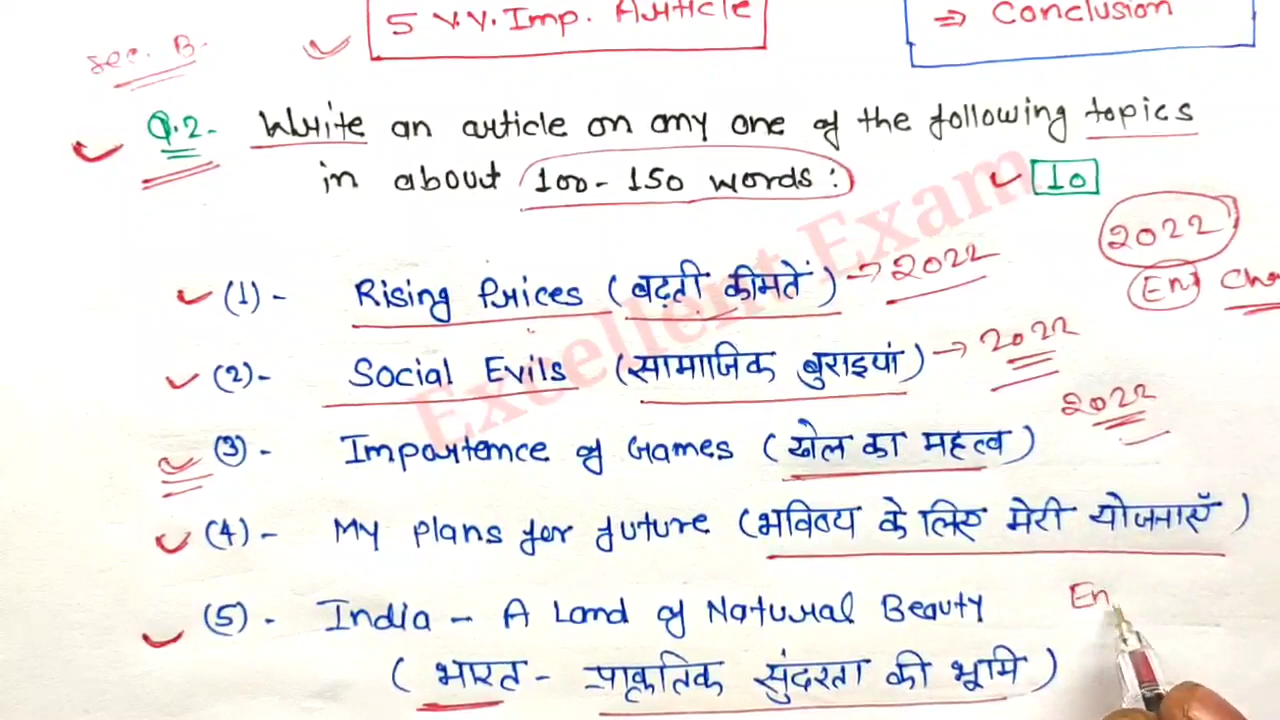 5 V.V. Imp. Article
⇒ Conclusion
Sec. B.
Q.2- Write an article on any one of the following topics
in about 100-150 words: 10
2022
(1)- Rising Prices (बढ़ती कीमतें) → 2022
Eng
(2)- Social Evils (सामाजिक बुराइयां) → 2022
2022
(3)- Importence of Games (खेल का महत्व)
(4)- My plans for future (भविष्य के लिए मेरी योजनाएँ)
(5)- India - A Land of Natural Beauty
En
(भारत - प्राकृतिक सुंदरता की भूमि)
Excellent Exam